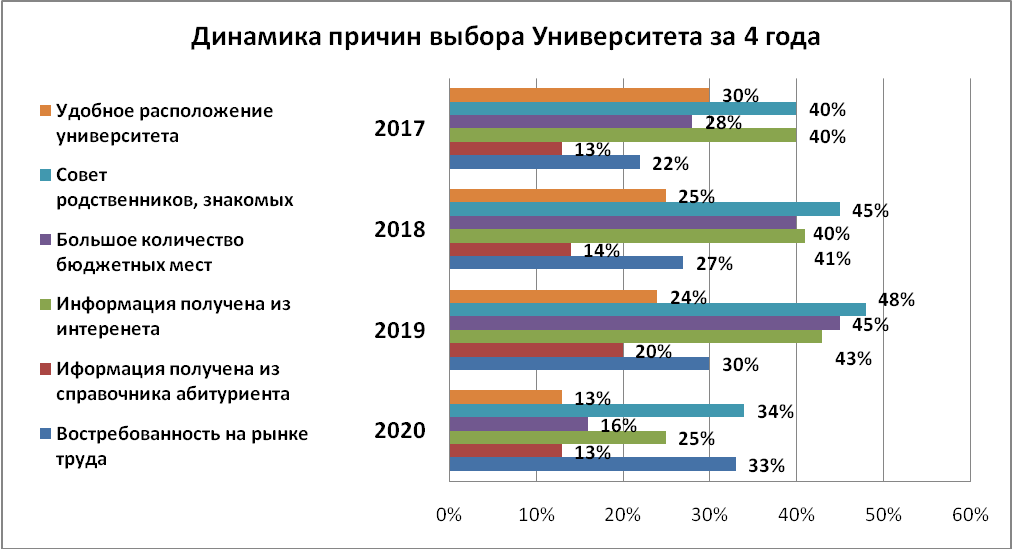 Динамика причин выбора Университета за 4 года
Удобное расположение
университета
Совет
родственников, знакомых
Большое количество
бюджетных мест
Информация получена из
интеренета
Иформация получена из
справочника абитуриента
Востребованность на рынке
труда
2017
30%
40%
28%
40%
13%
22%
2018
25%
45%
40%
41%
14%
27%
2019
24%
48%
45%
43%
20%
30%
2020
13%
34%
16%
25%
13%
33%
0% 10% 20% 30% 40% 50% 60%